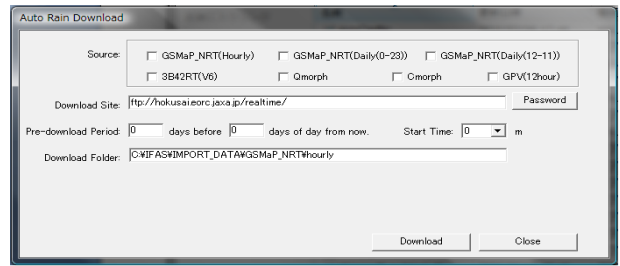 Auto Rain Download
Source: GSMaP_NRT(Hourly) GSMaP_NRT(Daily(0-23)) GSMaP_NRT(Daily(12-11))
3B42RT(V6) Qmorph Cmorph GPV(12hour)
Download Site: ftp://hokusai.eorc.jaxa.jp/realtime/ Password
Pre-download Period: 0 days before 0 days of day from now. Start Time: 0 m
Download Folder: C:¥IFAS¥IMPORT_DATA¥GSMaP_NRT¥hourly
Download Close